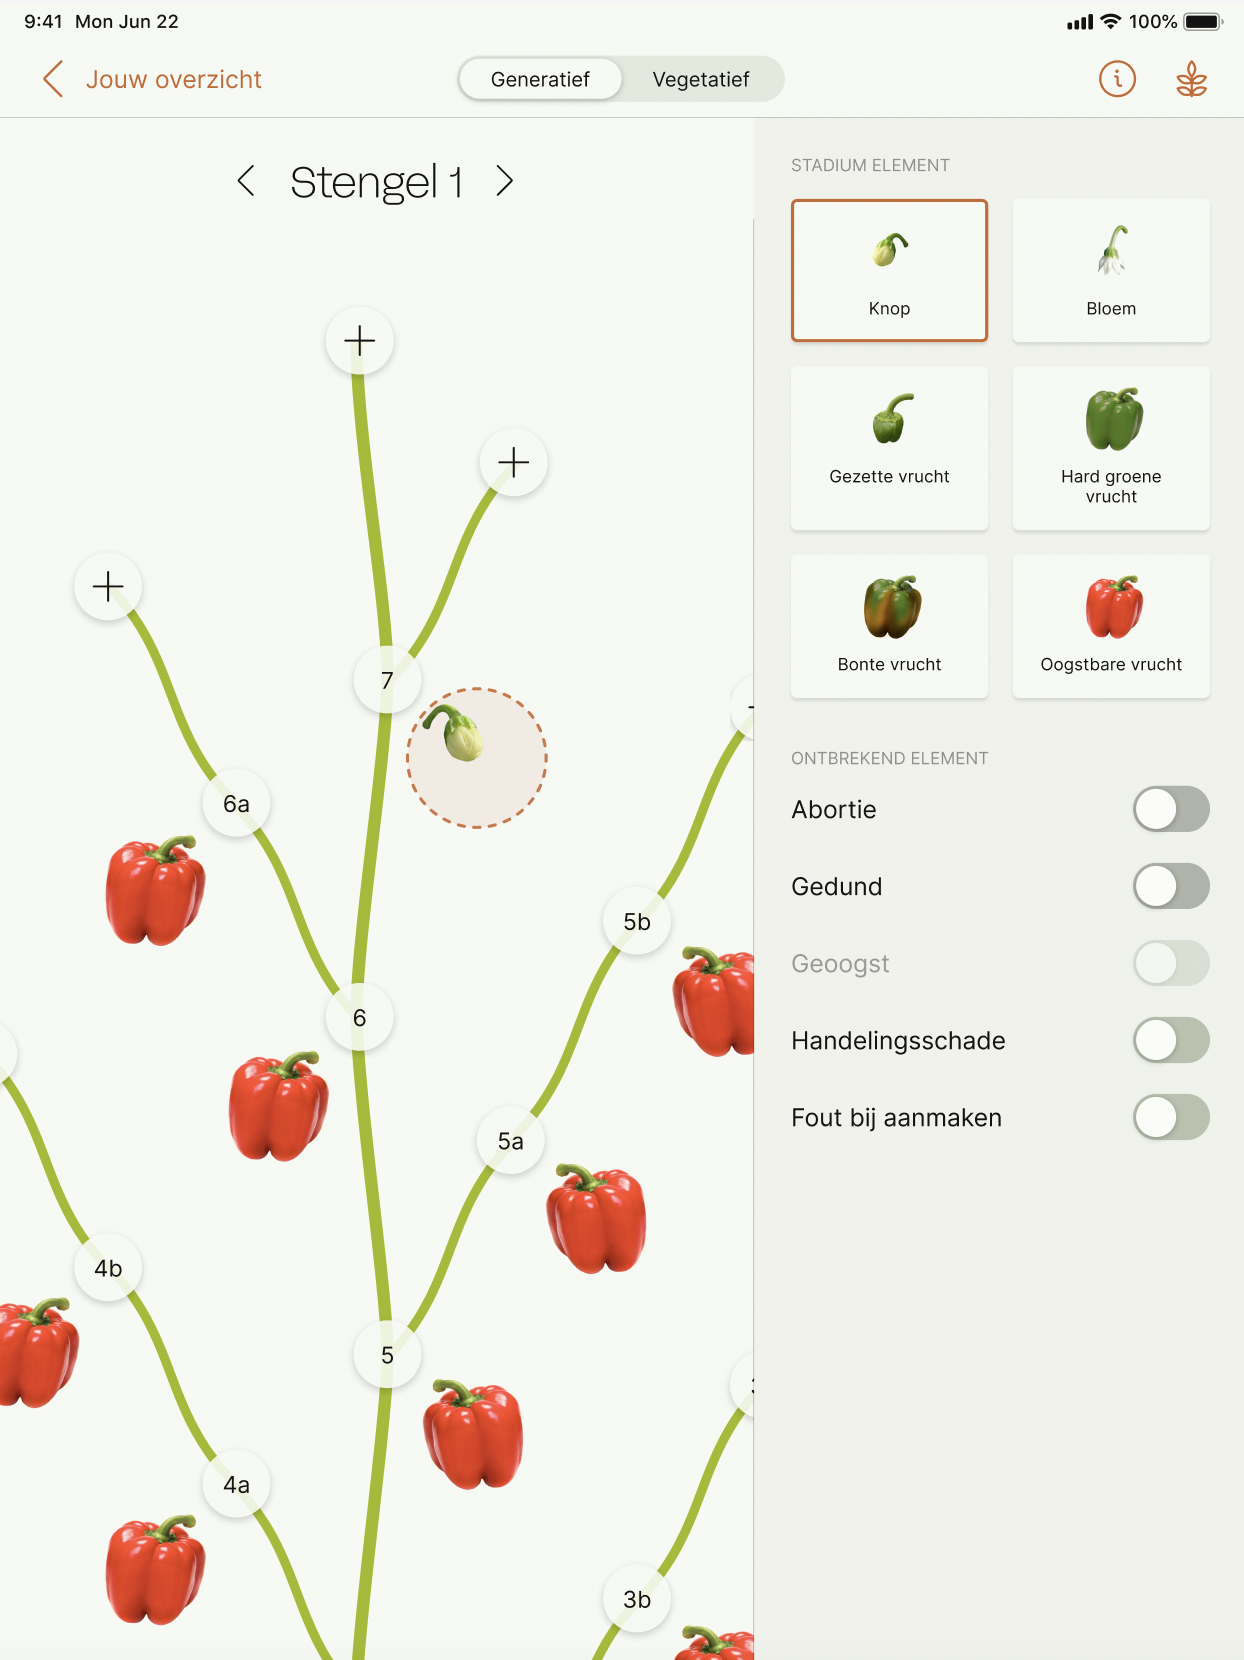 9:41 Mon Jun 22
100%
Jouw overzicht
Generatief
Vegetatief
Stengel 1
7
6a
5b
6
5a
4b
5
4a
3b
STADIUM ELEMENT
Knop
Bloem
Gezette vrucht
Hard groene
vrucht
Bonte vrucht
Oogstbare vrucht
ONTBREKEND ELEMENT
Abortie
Gedund
Geoogst
Handelingsschade
Fout bij aanmaken